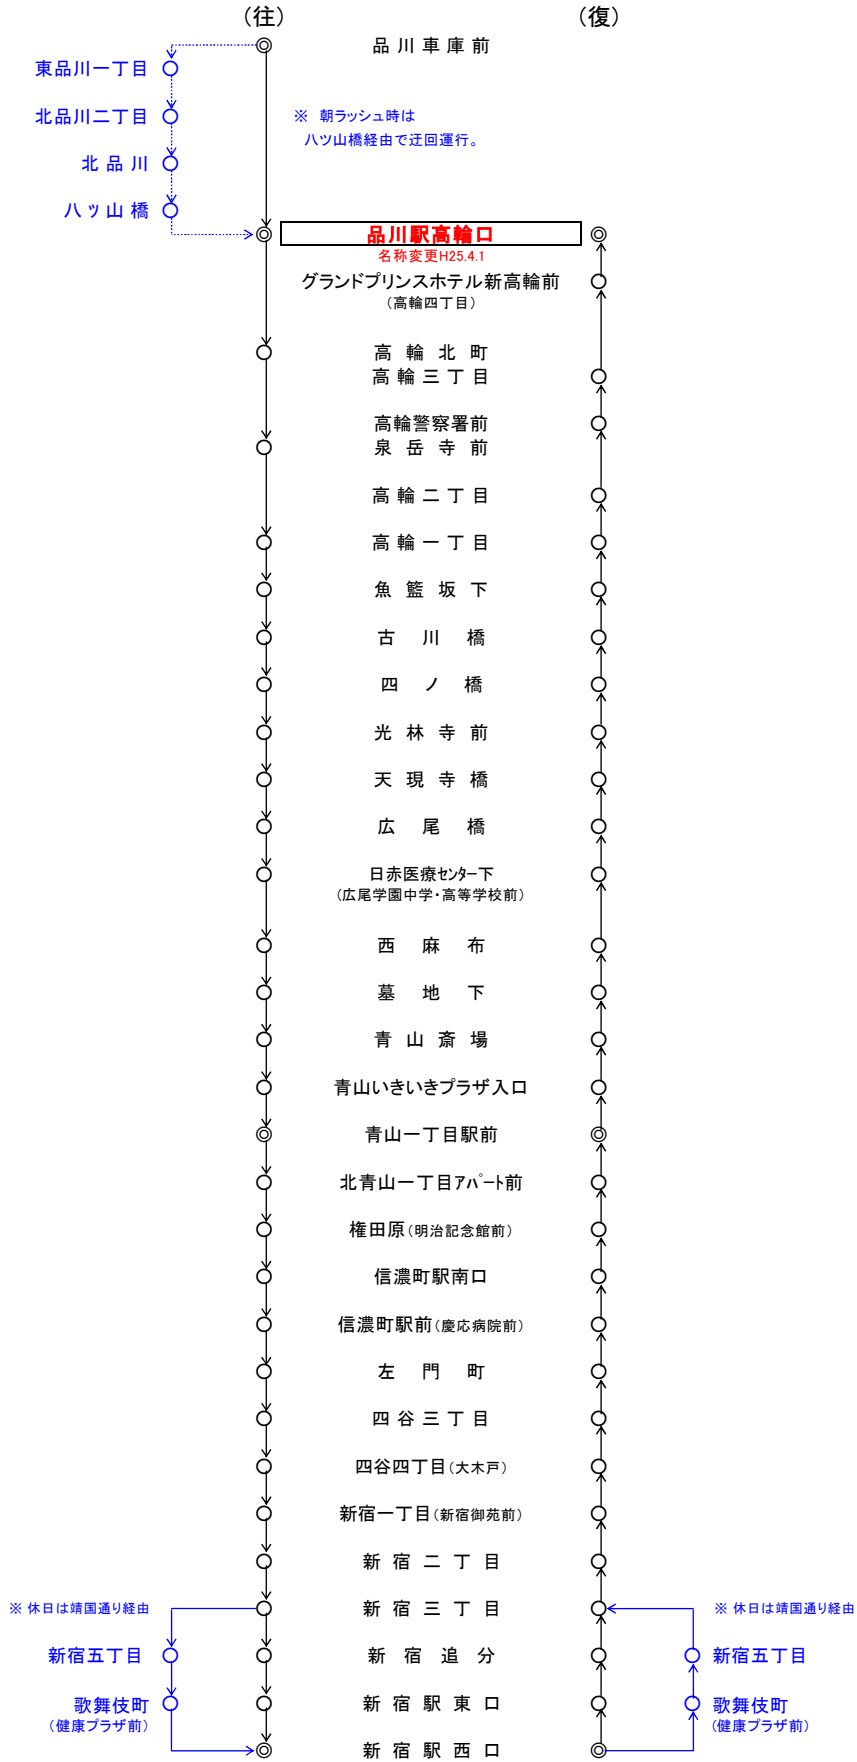 （往）
（復）
品川車庫前
東品川一丁目
北品川二丁目
※ 朝ラッシュ時は
八ツ山橋経由で迂回運行。
北品川
八ッ山橋
品川駅高輪口
名称変更H25.4.1
グランドプリンスホテル新高輪前
（高輪四丁目）
高輪北町
高輪三丁目
高輪警察署前
泉岳寺前
高輪二丁目
高輪一丁目
魚籃坂下
古川橋
四ノ橋
光林寺前
天現寺橋
広尾橋
日赤医療ｾﾝﾀｰ下
（広尾学園中学・高等学校前）
西麻布
墓地下
青山斎場
青山いきいきプラザ入口
青山一丁目駅前
北青山一丁目ｱﾊﾟｰﾄ前
権田原（明治記念館前）
信濃町駅南口
信濃町駅前（慶応病院前）
左門町
四谷三丁目
四谷四丁目（大木戸）
新宿一丁目（新宿御苑前）
新宿二丁目
※ 休日は靖国通り経由
新宿三丁目
※ 休日は靖国通り経由
新宿五丁目
新宿追分
新宿五丁目
歌舞伎町
（健康プラザ前）
新宿駅東口
歌舞伎町
（健康プラザ前）
新宿駅西口